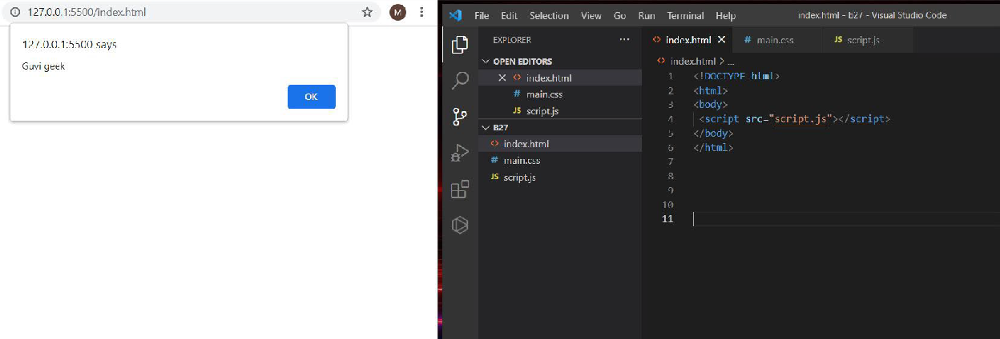 127.0.0.1:5500/index.html
M
127.0.0.1:5500 says
Guvi geek
OK
File Edit Selection View Go Run Terminal Help
index.html - b27 - Visual Studio Code
EXPLORER ...
OPEN EDITORS
<> index.html
# main.css
JS script.js
B27
<> index.html
# main.css
JS script.js
<> index.html # main.css JS script.js
<> index.html > ...
1 <!DOCTYPE html>
2 <html>
3 <body>
4 <script src="script.js"></script>
5 </body>
6 </html>
7
8
9
10
11